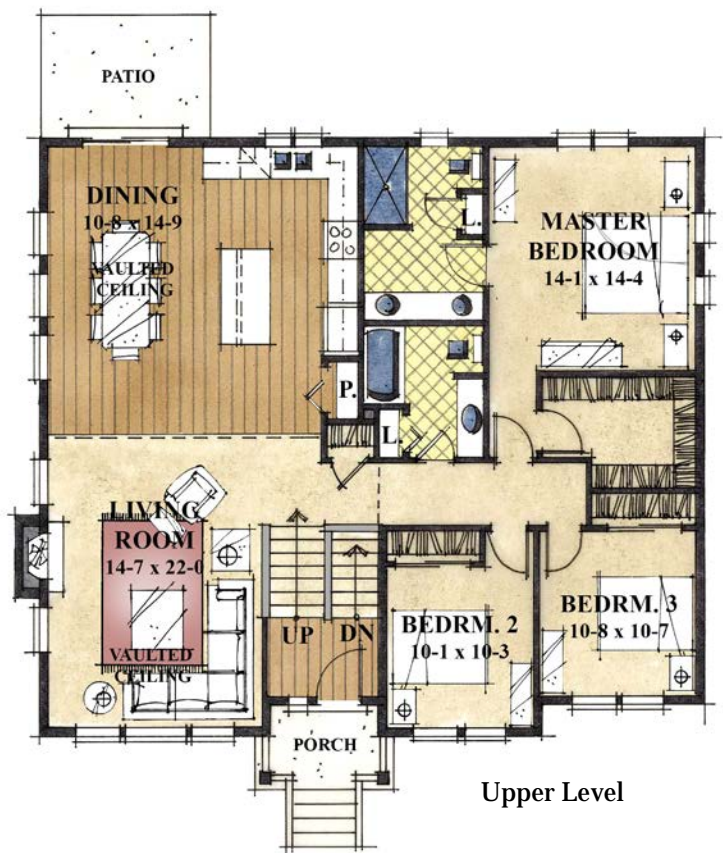 PATIO
DINING
10-8 x 14-9
VAULTED
CEILING
L.
MASTER
BEDROOM
14-1 x 14-4
P.
L.
LIVING
ROOM
14-7 x 22-0
VAULTED
CEILING
UP
DN
BEDRM. 2
10-1 x 10-3
BEDRM. 3
10-8 x 10-7
PORCH
Upper Level